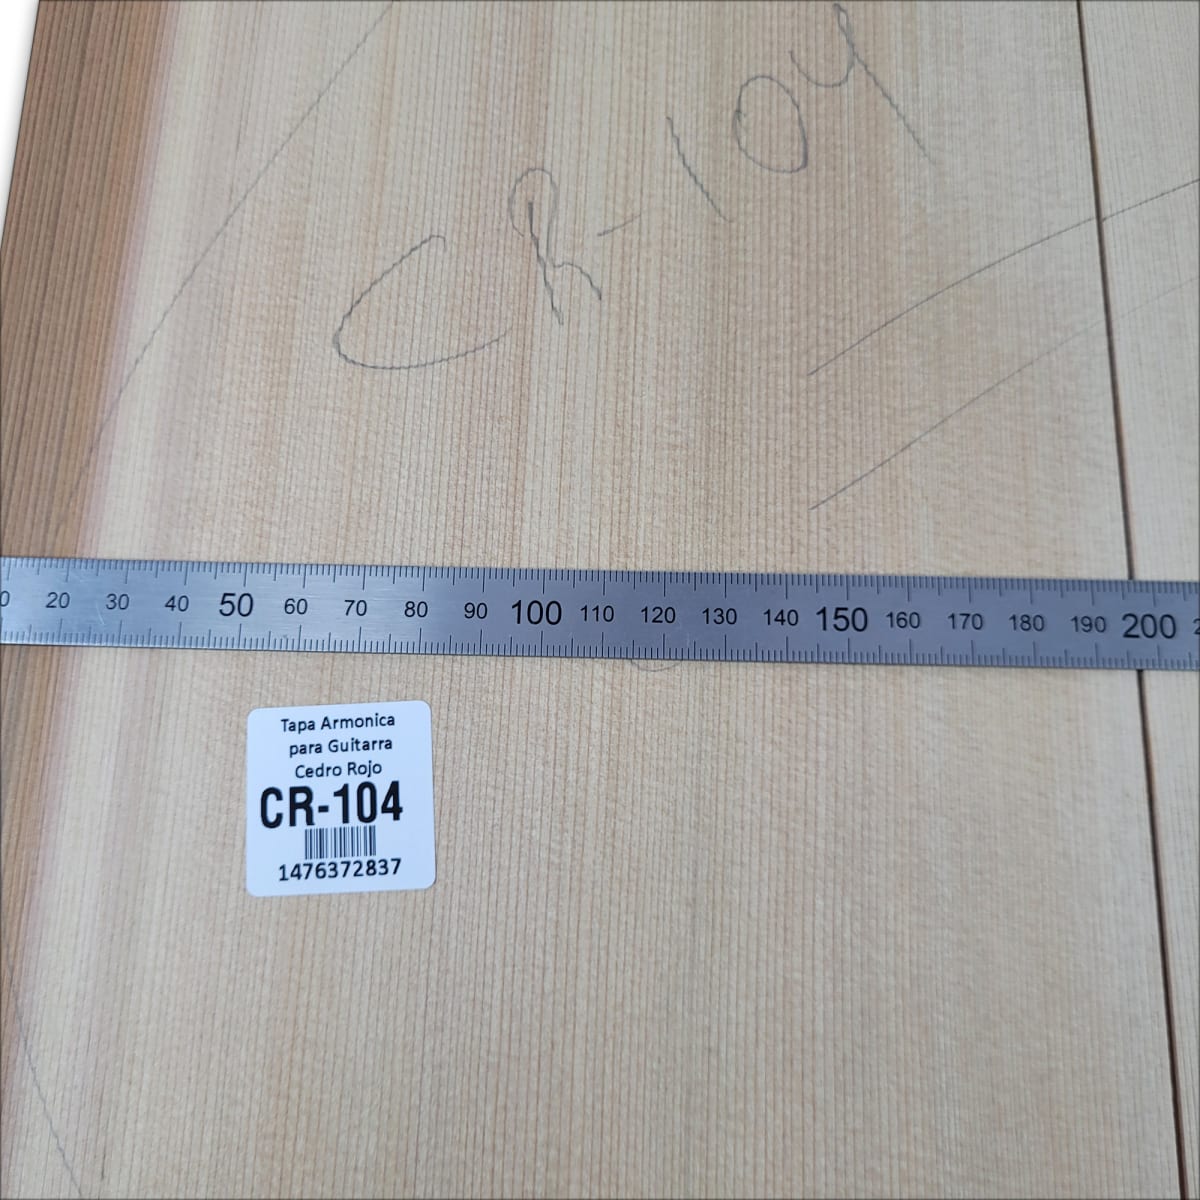 CR-104
20 30 40 50 60 70 80 90 100 110 120 130 140 150 160 170 180 190 200
Tapa Armonica
para Guitarra
Cedro Rojo
CR-104
1476372837